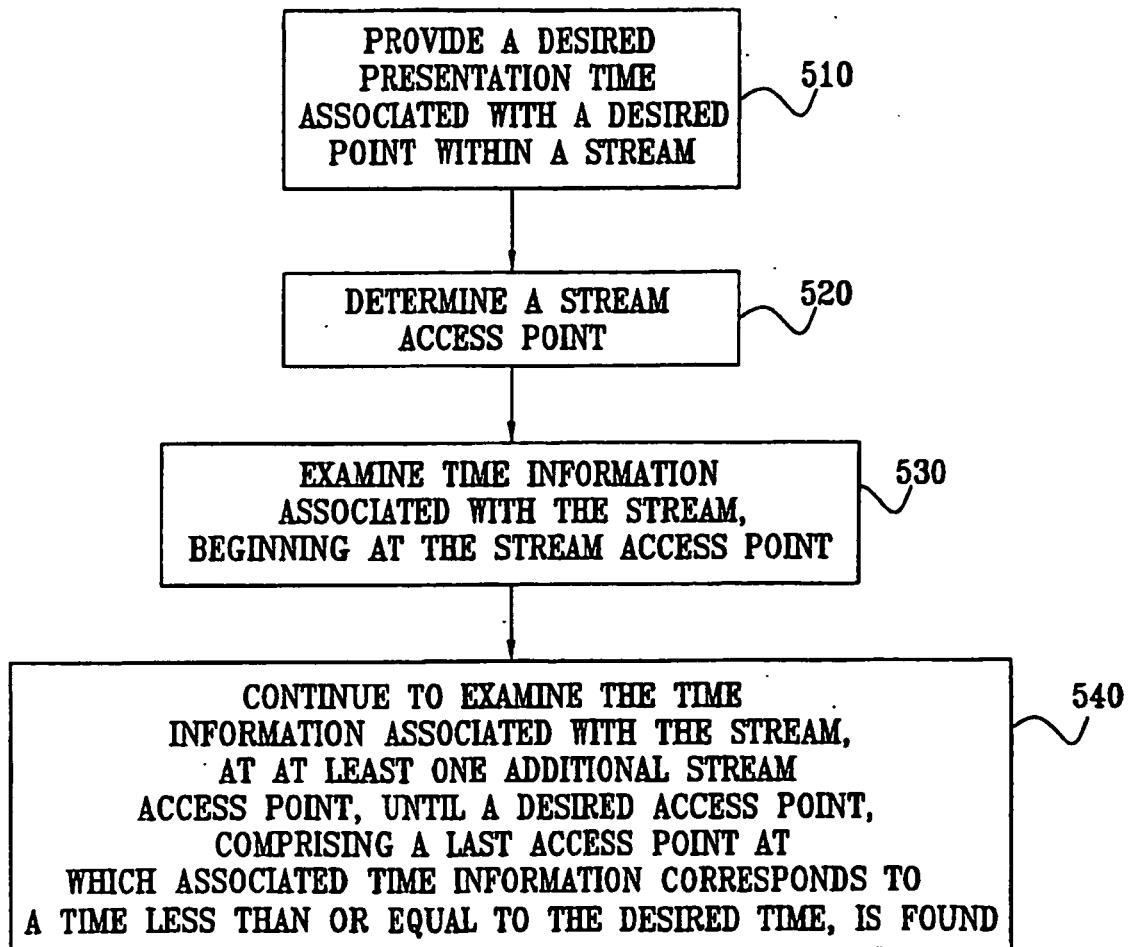 PROVIDE A DESIRED
PRESENTATION TIME
ASSOCIATED WITH A DESIRED
POINT WITHIN A STREAM
510
DETERMINE A STREAM
ACCESS POINT
520
EXAMINE TIME INFORMATION
ASSOCIATED WITH THE STREAM,
BEGINNING AT THE STREAM ACCESS POINT
530
CONTINUE TO EXAMINE THE TIME
INFORMATION ASSOCIATED WITH THE STREAM,
AT AT LEAST ONE ADDITIONAL STREAM
ACCESS POINT, UNTIL A DESIRED ACCESS POINT,
COMPRISING A LAST ACCESS POINT AT
WHICH ASSOCIATED TIME INFORMATION CORRESPONDS TO
A TIME LESS THAN OR EQUAL TO THE DESIRED TIME, IS FOUND
540